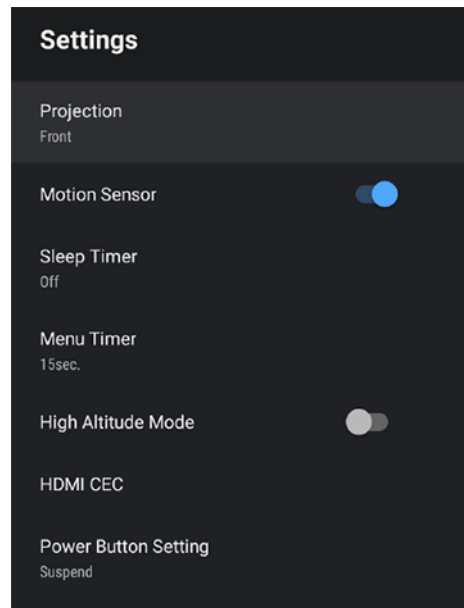 Settings
Projection
Front
Motion Sensor
Sleep Timer
Off
Menu Timer
15sec.
High Altitude Mode
HDMI CEC
Power Button Setting
Suspend